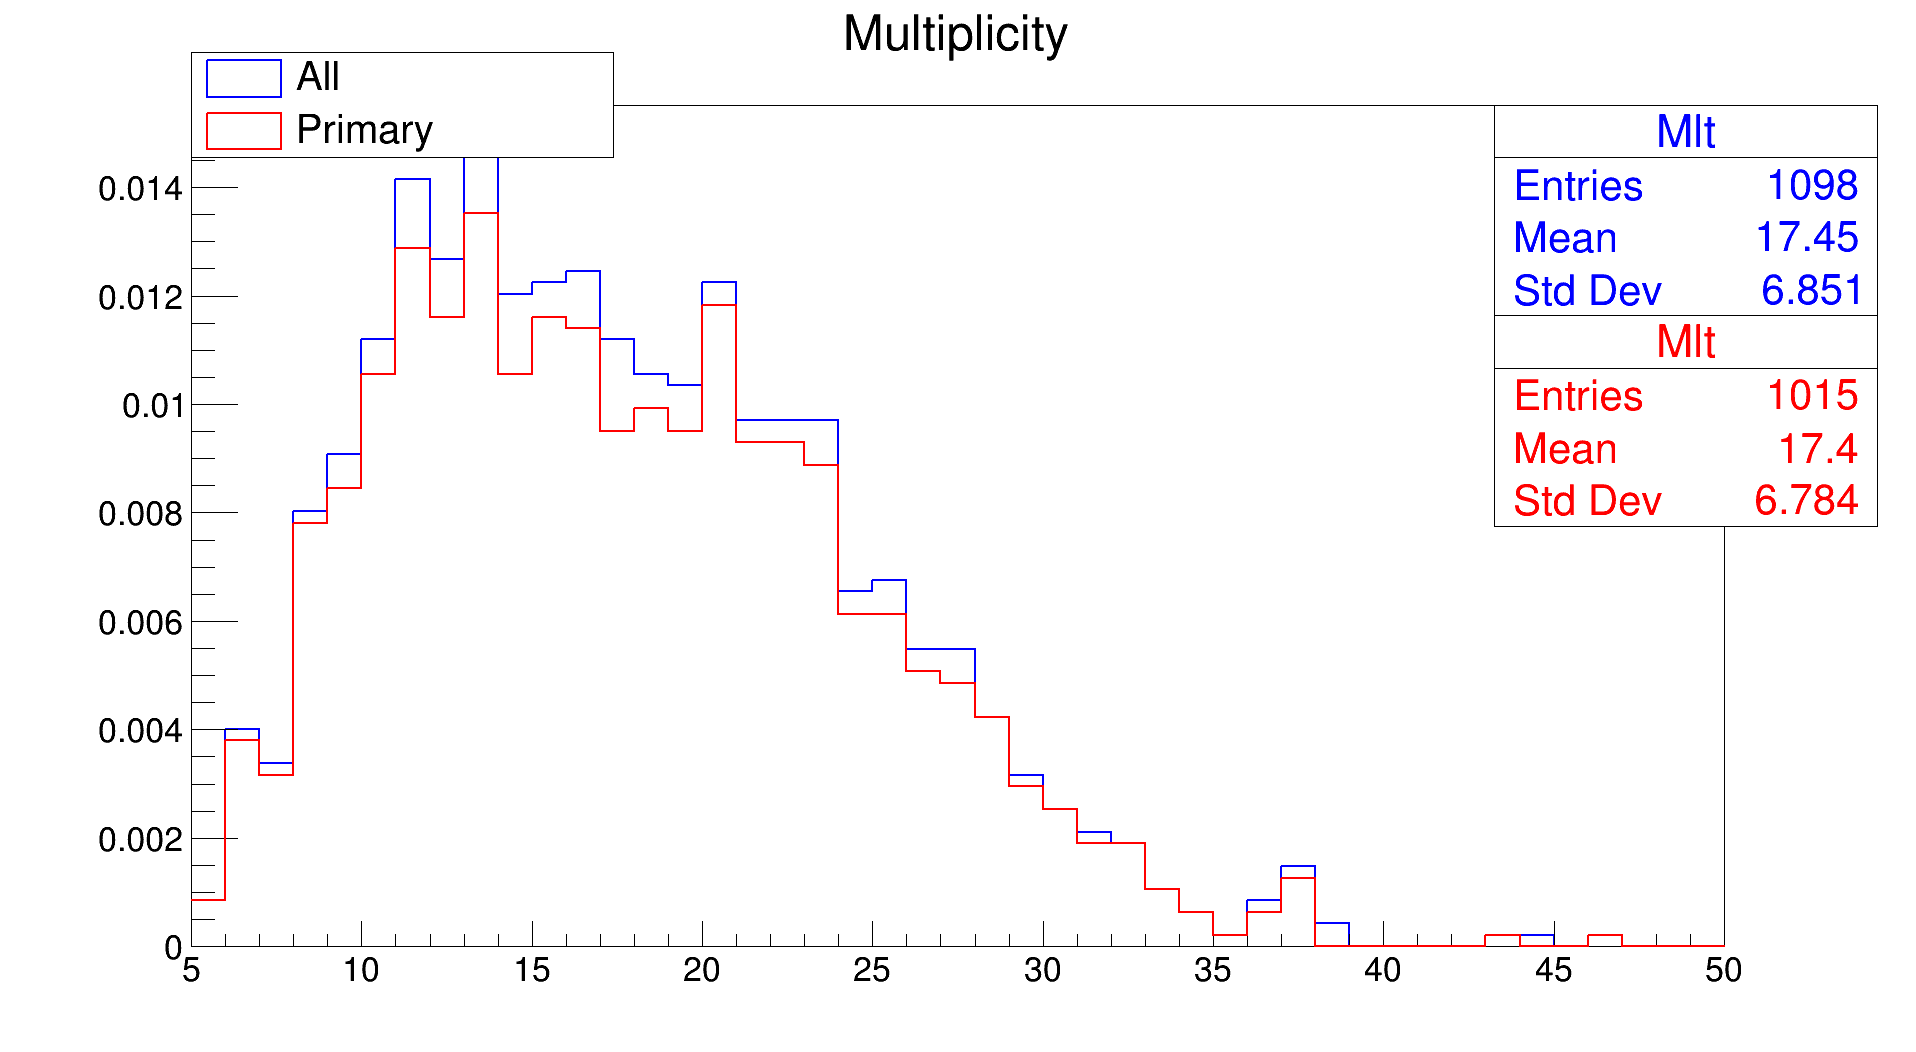 Multiplicity
All
Primary
Mlt
Entries 1098
Mean 17.45
Std Dev 6.851
Mlt
Entries 1015
Mean 17.4
Std Dev 6.784
0.014
0.012
0.01
0.008
0.006
0.004
0.002
0
5 10 15 20 25 30 35 40 45 50